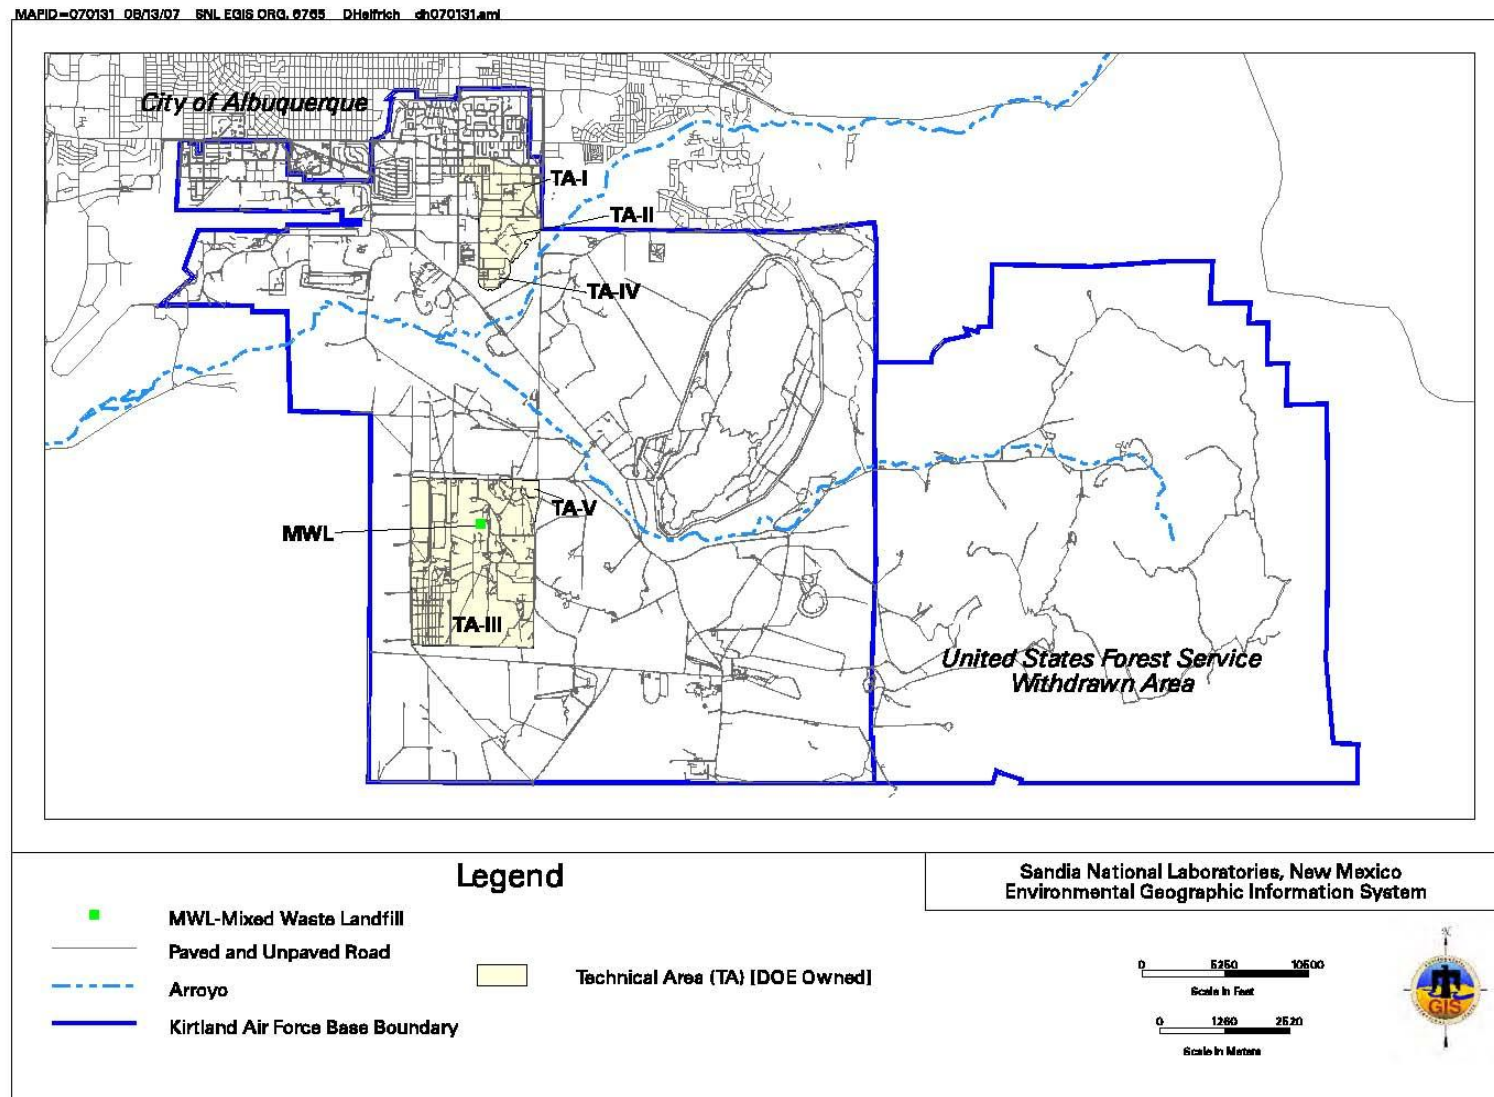 MAPID=070131 08/13/07 SNL EGIS ORG. 6765 DHelfrich dh070131.aml
City of Albuquerque
TA-I
TA-II
TA-IV
TA-V
MWL
TA-III
United States Forest Service
Withdrawn Area
Legend
MWL-Mixed Waste Landfill
Paved and Unpaved Road
Arroyo
Kirtland Air Force Base Boundary
Technical Area (TA) [DOE Owned]
Sandia National Laboratories, New Mexico
Environmental Geographic Information System
0 5250 10500
Scale in Feet
0 1260 2520
Scale in Meters
N
GIS